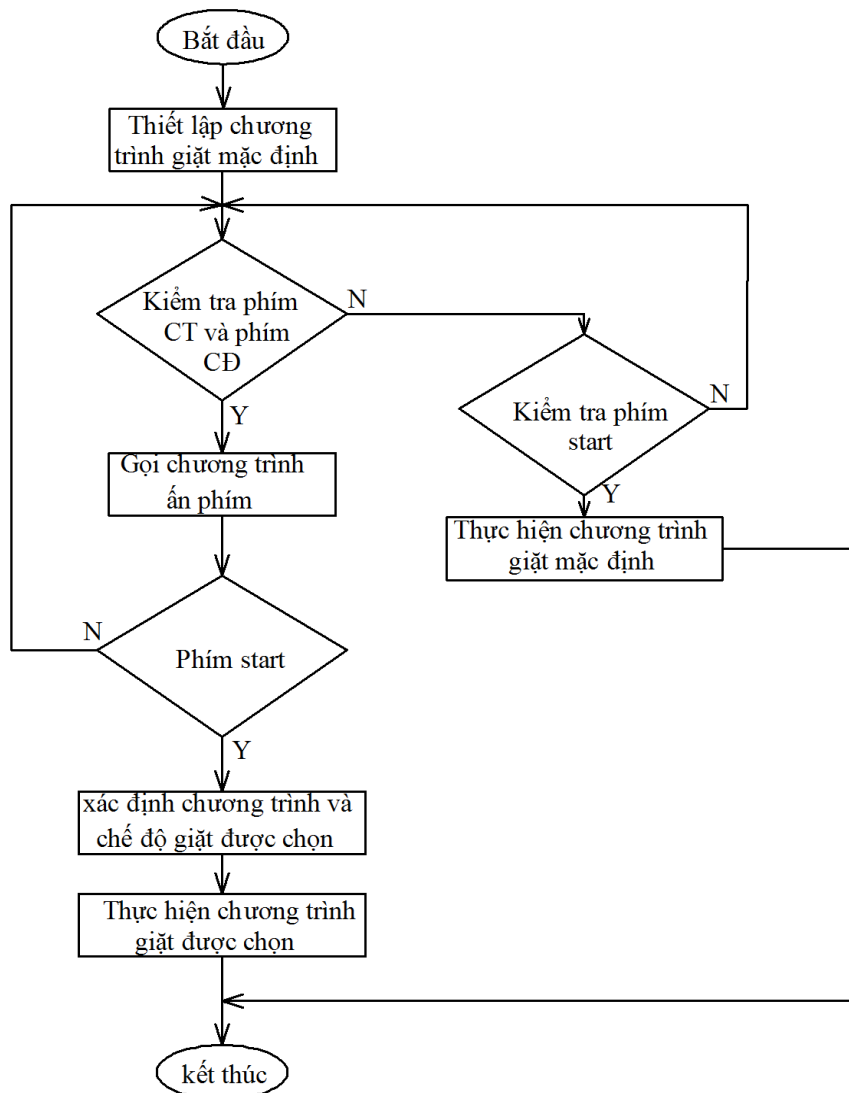 Bắt đầu
Thiết lập chương
trình giặt mặc định
Kiểm tra phím
CT và phím
CĐ
N
Y
Kiểm tra phím
start
N
Y
Gọi chương trình
ấn phím
Thực hiện chương trình
giặt mặc định
Phím start
N
Y
xác định chương trình và
chế độ giặt được chọn
Thực hiện chương trình
giặt được chọn
kết thúc